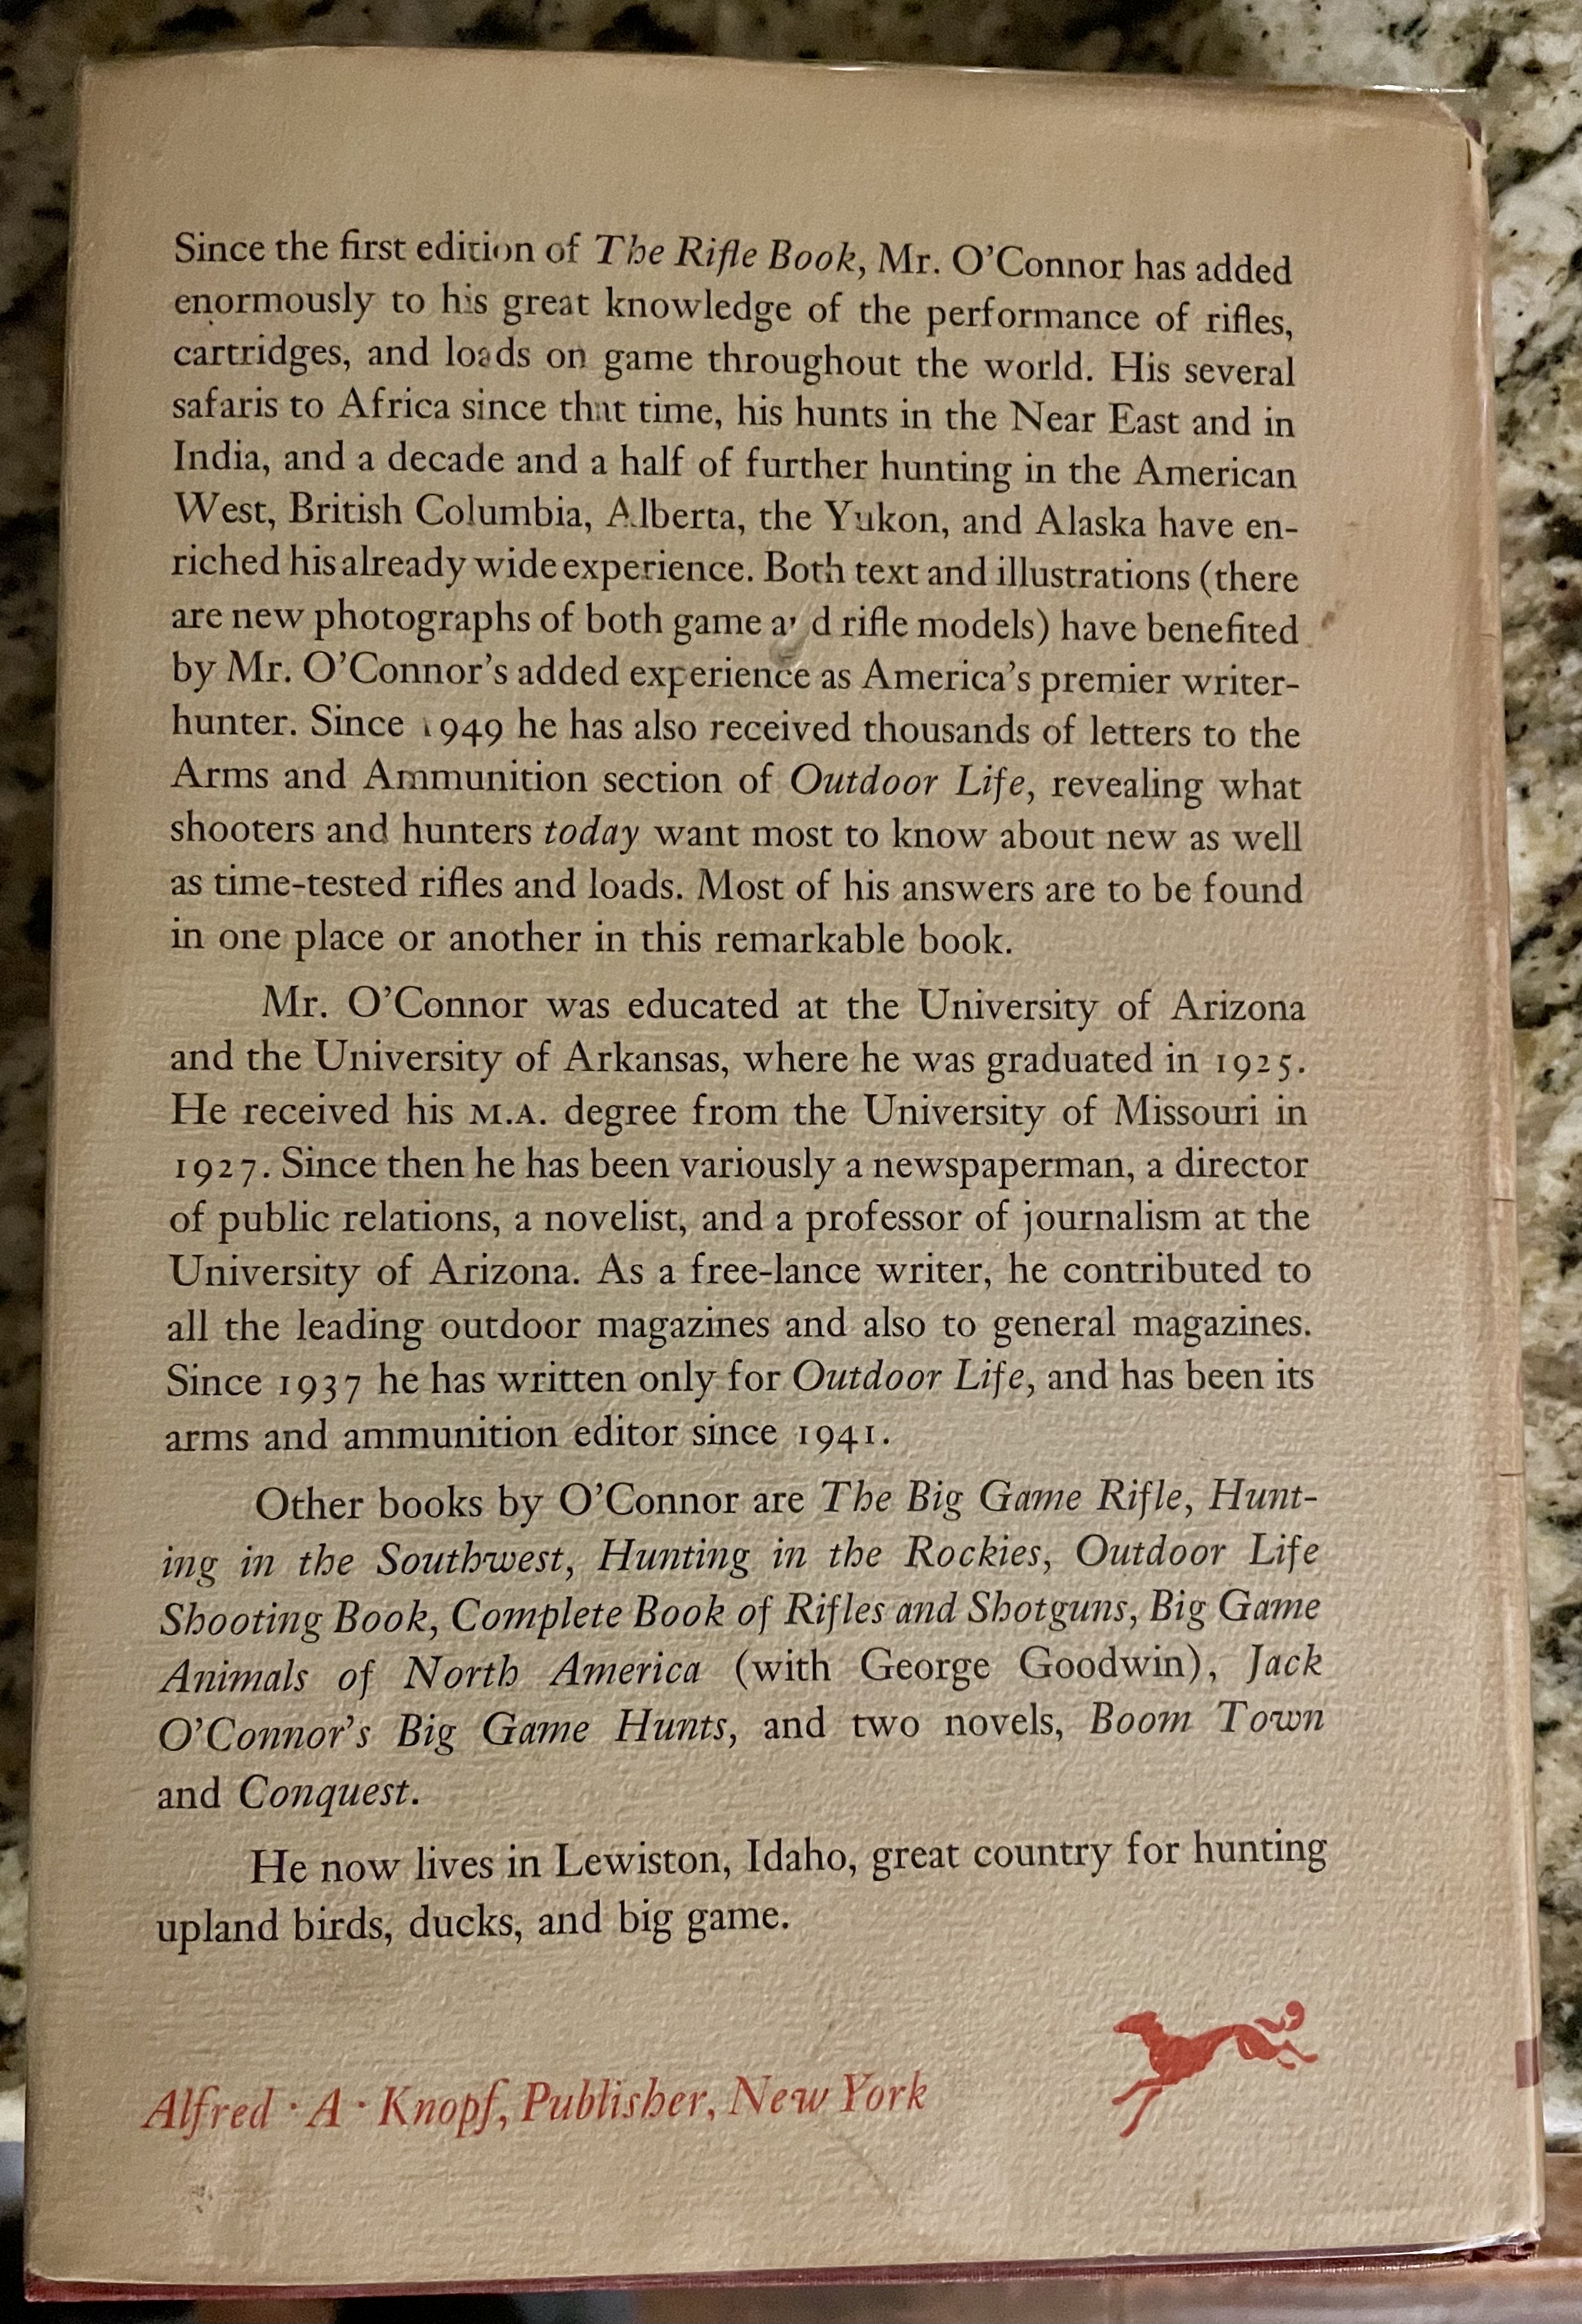 Since the first edition of The Rifle Book, Mr. O’Connor has added
enormously to his great knowledge of the performance of rifles,
cartridges, and loads on game throughout the world. His several
safaris to Africa since that time, his hunts in the Near East and in
India, and a decade and a half of further hunting in the American
West, British Columbia, Alberta, the Yukon, and Alaska have en-
riched his already wide experience. Both text and illustrations (there
are new photographs of both game and rifle models) have benefited
by Mr. O’Connor’s added experience as America’s premier writer-
hunter. Since 1949 he has also received thousands of letters to the
Arms and Ammunition section of Outdoor Life, revealing what
shooters and hunters today want most to know about new as well
as time-tested rifles and loads. Most of his answers are to be found
in one place or another in this remarkable book.
Mr. O’Connor was educated at the University of Arizona
and the University of Arkansas, where he was graduated in 1925.
He received his M.A. degree from the University of Missouri in
1927. Since then he has been variously a newspaperman, a director
of public relations, a novelist, and a professor of journalism at the
University of Arizona. As a free-lance writer, he contributed to
all the leading outdoor magazines and also to general magazines.
Since 1937 he has written only for Outdoor Life, and has been its
arms and ammunition editor since 1941.
Other books by O’Connor are The Big Game Rifle, Hunt-
ing in the Southwest, Hunting in the Rockies, Outdoor Life
Shooting Book, Complete Book of Rifles and Shotguns, Big Game
Animals of North America (with George Goodwin), Jack
O’Connor’s Big Game Hunts, and two novels, Boom Town
and Conquest.
He now lives in Lewiston, Idaho, great country for hunting
upland birds, ducks, and big game.
Alfred · A · Knopf, Publisher, New York